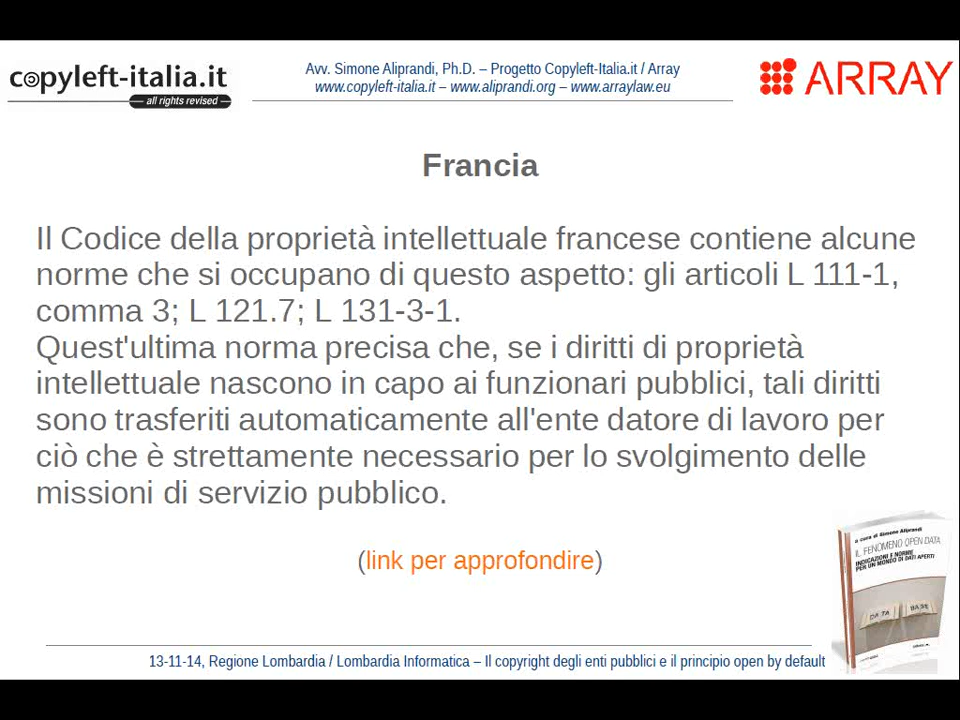 copyleft-italia.it
all rights revised
Avv. Simone Aliprandi, Ph.D. – Progetto Copyleft-Italia.it / Array
www.copyleft-italia.it – www.aliprandi.org – www.arraylaw.eu
ARRAY
Francia
Il Codice della proprietà intellettuale francese contiene alcune
norme che si occupano di questo aspetto: gli articoli L 111-1,
comma 3; L 121.7; L 131-3-1.
Quest'ultima norma precisa che, se i diritti di proprietà
intellettuale nascono in capo ai funzionari pubblici, tali diritti
sono trasferiti automaticamente all'ente datore di lavoro per
ciò che è strettamente necessario per lo svolgimento delle
missioni di servizio pubblico.
(link per approfondire)
a cura di Simone Aliprandi
IL FENOMENO OPEN DATA
INDICAZIONI E NORME
PER UN MONDO DI DATI APERTI
13-11-14, Regione Lombardia / Lombardia Informatica – Il copyright degli enti pubblici e il principio open by default